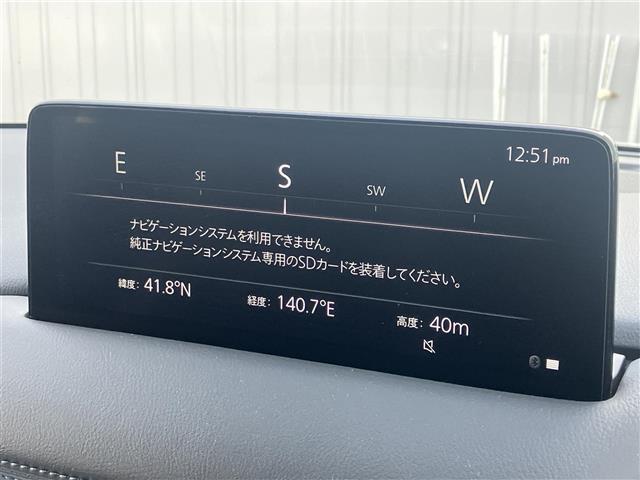 12:51 pm
E SE S SW W
ナビゲーションシステムを利用できません。
純正ナビゲーションシステム専用のSDカードを装着してください。
緯度: 41.8°N 経度: 140.7°E 高度: 40m